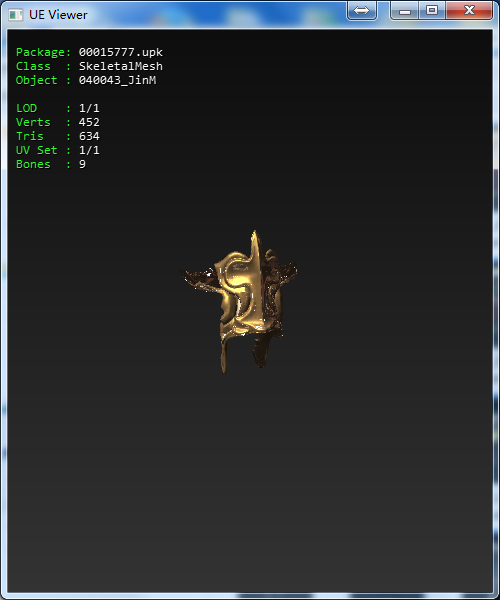 UE Viewer
Package: 00015777.upk
Class : SkeletalMesh
Object : 040043_JinM
LOD : 1/1
Verts : 452
Tris : 634
UV Set : 1/1
Bones : 9